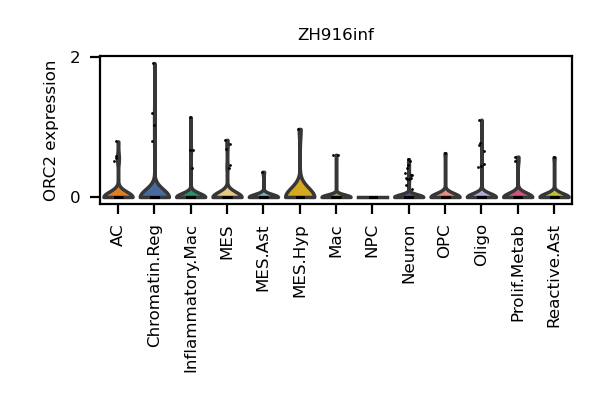 ZH916inf
ORC2 expression
2
0
AC
Chromatin.Reg
Inflammatory.Mac
MES
MES.Ast
MES.Hyp
Mac
NPC
Neuron
OPC
Oligo
Prolif.Metab
Reactive.Ast